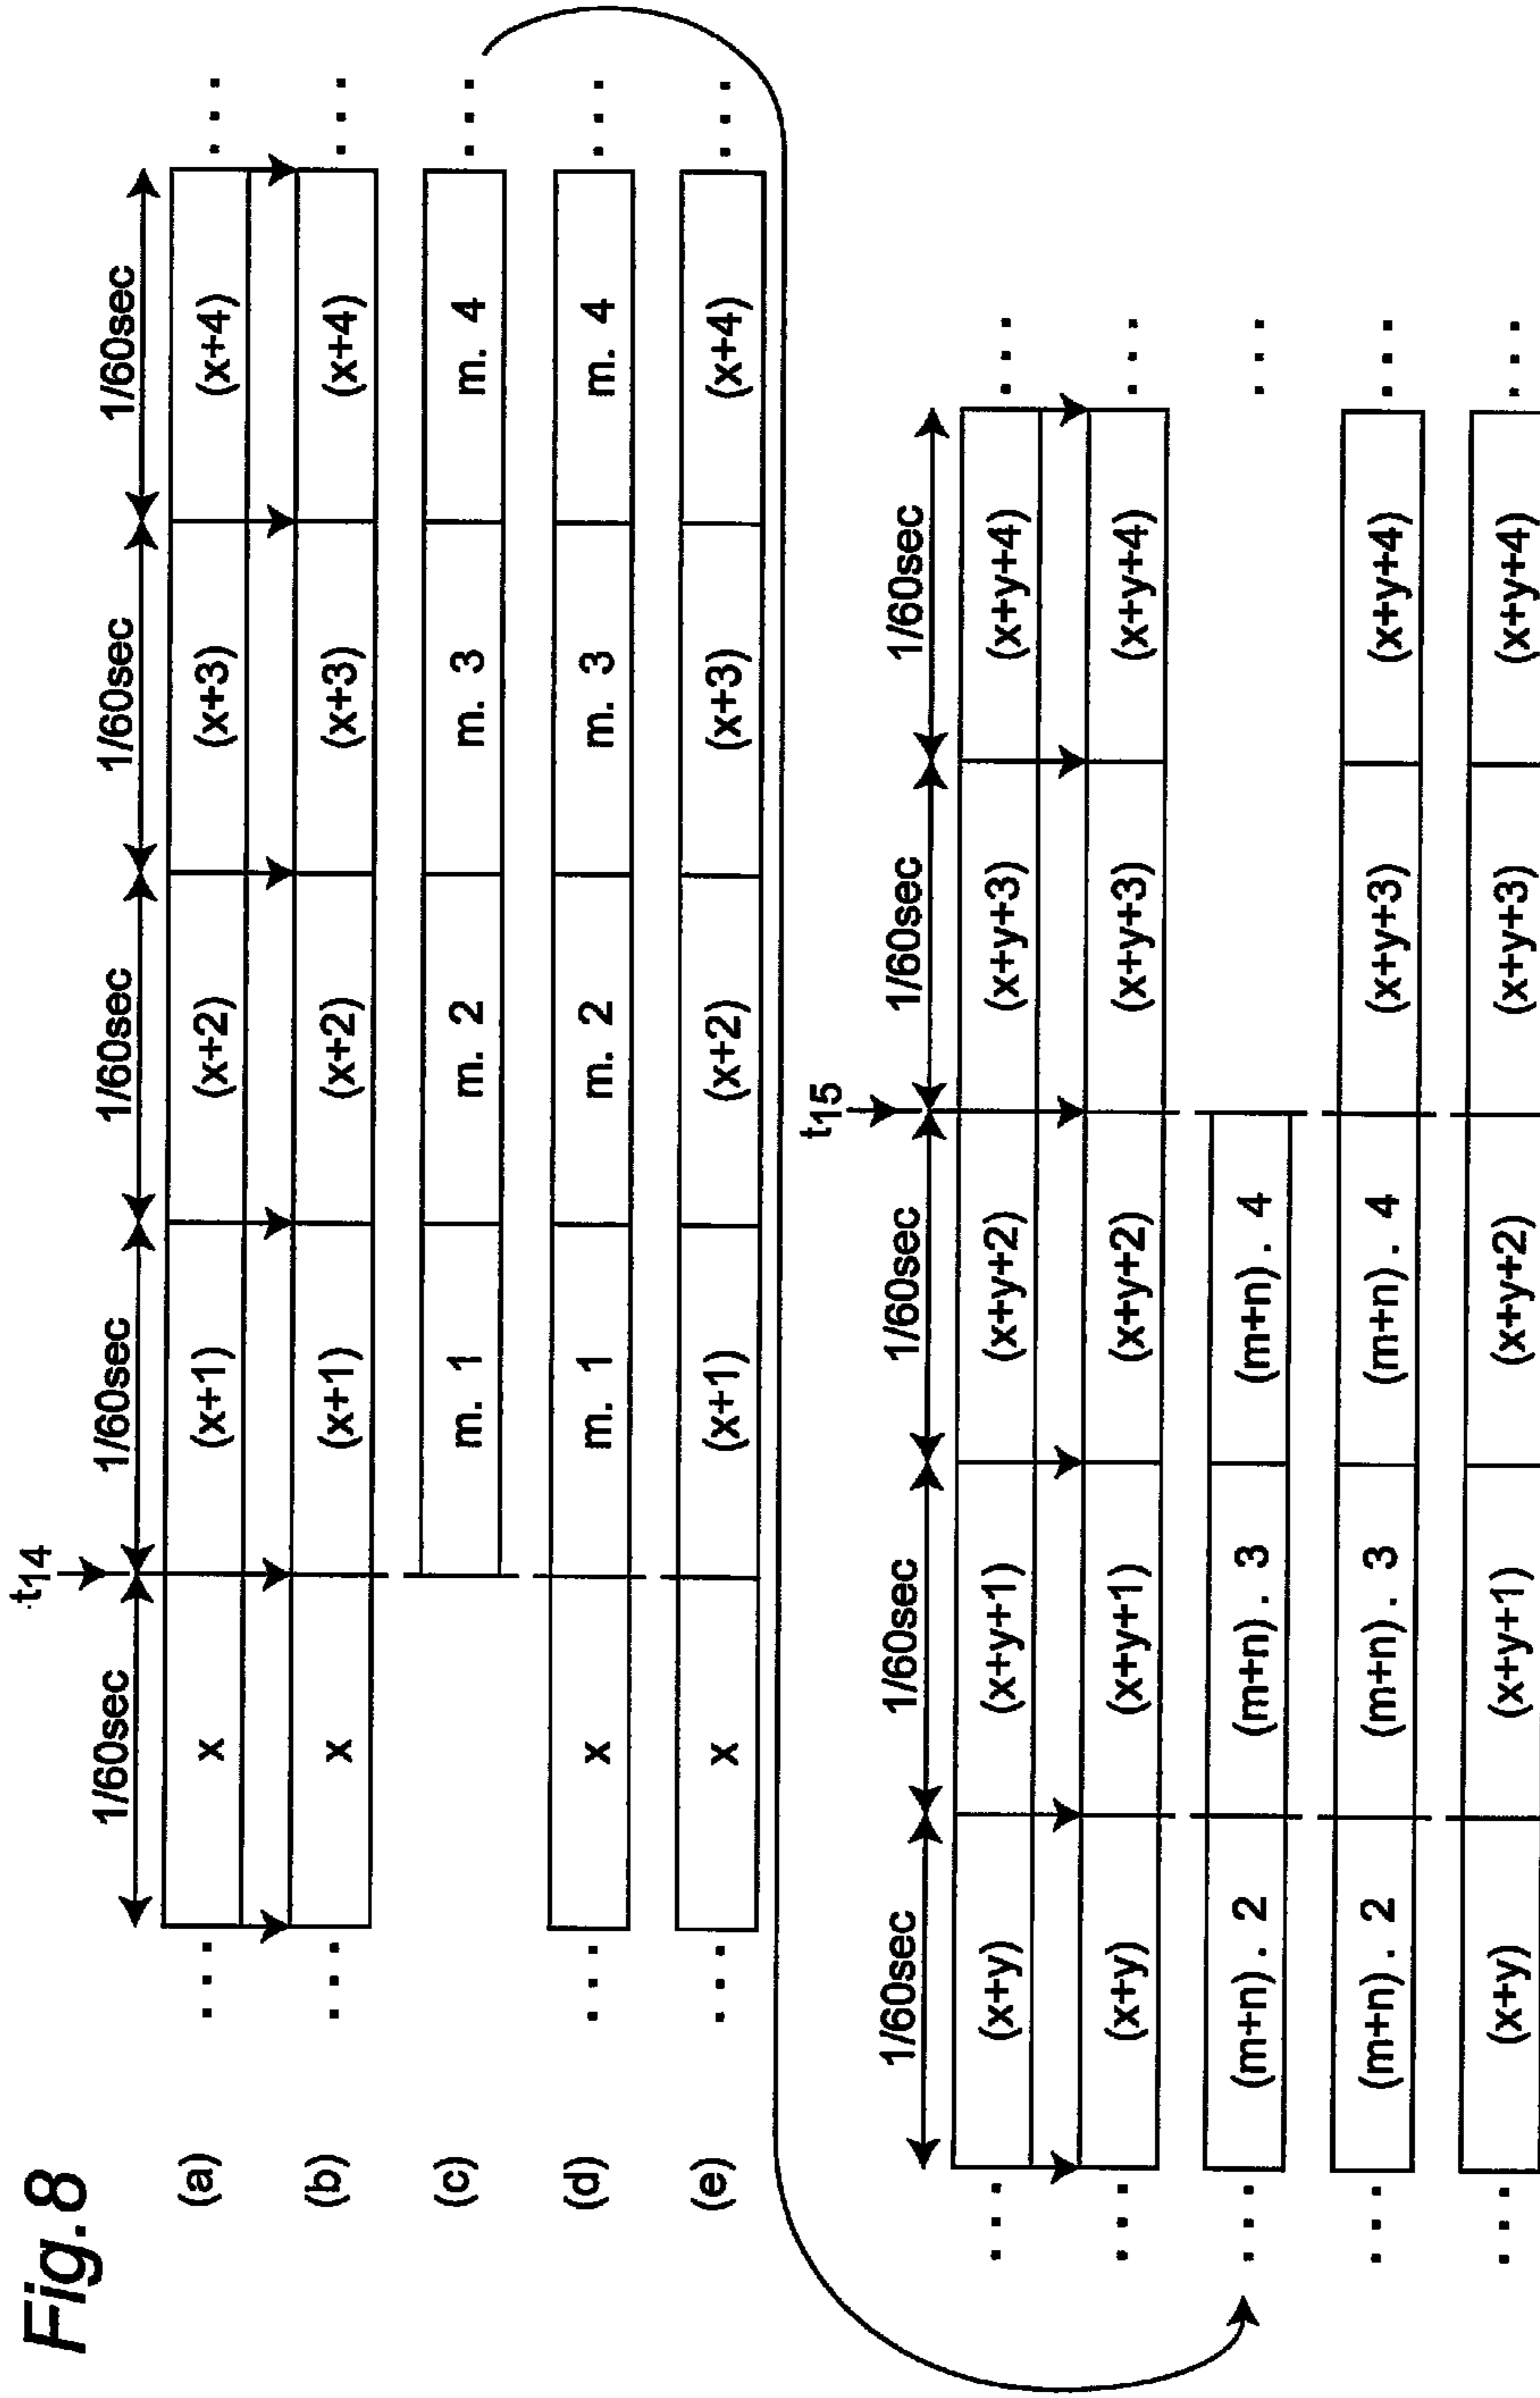 Fig.8
t14
1/60sec 1/60sec 1/60sec 1/60sec 1/60sec
(a) ... x (x+1) (x+2) (x+3) (x+4) ...
(b) ... x (x+1) (x+2) (x+3) (x+4) ...
(c) m. 1 m. 2 m. 3 m. 4 ...
(d) ... x m. 1 m. 2 m. 3 m. 4 ...
(e) ... x (x+1) (x+2) (x+3) (x+4) ...
t15
1/60sec 1/60sec 1/60sec 1/60sec 1/60sec
... (x+y) (x+y+1) (x+y+2) (x+y+3) (x+y+4) ...
... (x+y) (x+y+1) (x+y+2) (x+y+3) (x+y+4) ...
... (m+n). 2 (m+n). 3 (m+n). 4 ...
... (m+n). 2 (m+n). 3 (m+n). 4 (x+y+3) (x+y+4) ...
... (x+y) (x+y+1) (x+y+2) (x+y+3) (x+y+4) ...